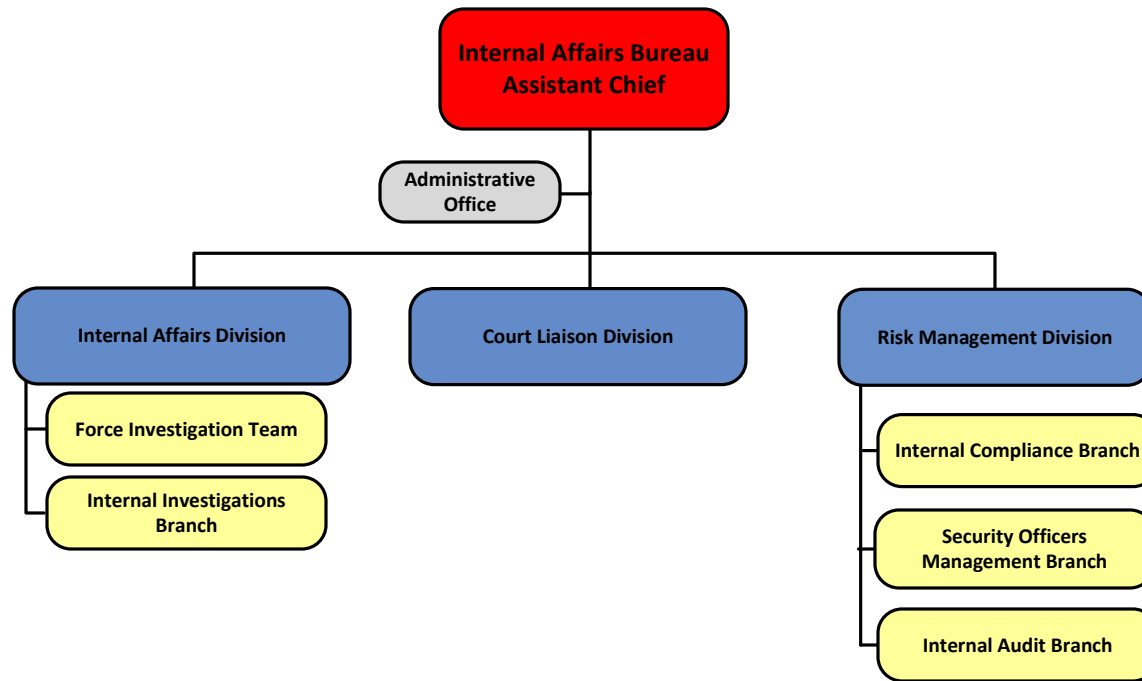 Internal Affairs Bureau
Assistant Chief
Administrative
Office
Internal Affairs Division
Court Liaison Division
Risk Management Division
Force Investigation Team
Internal Investigations
Branch
Internal Compliance Branch
Security Officers
Management Branch
Internal Audit Branch